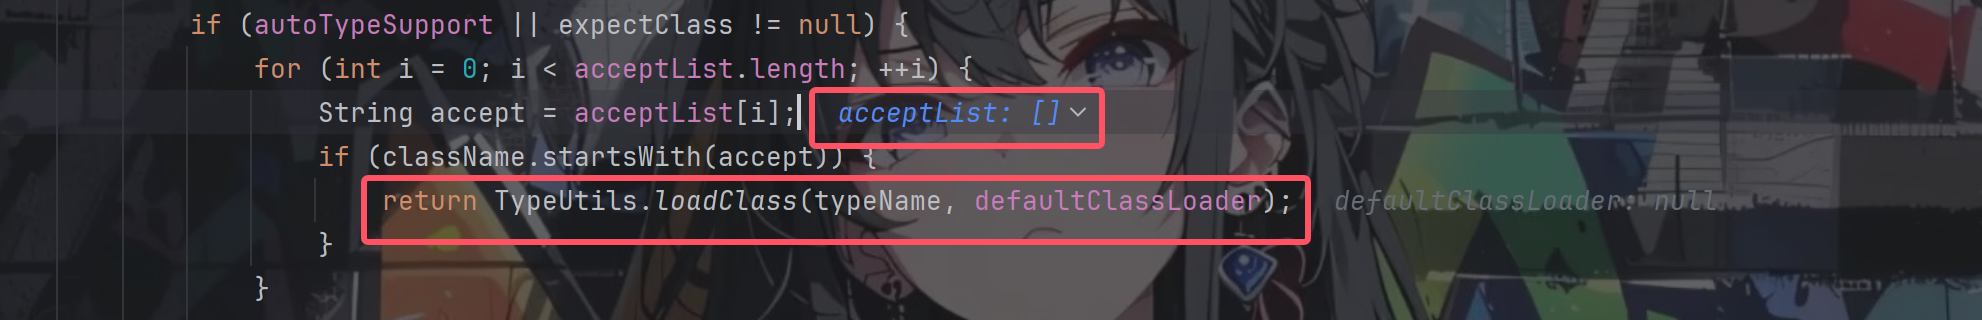 if (autoTypeSupport || expectClass != null) {
for (int i = 0; i < acceptList.length; ++i) {
String accept = acceptList[i]; acceptList: []
if (className.startsWith(accept)) {
return TypeUtils.loadClass(typeName, defaultClassLoader); defaultClassLoader: null
}
}